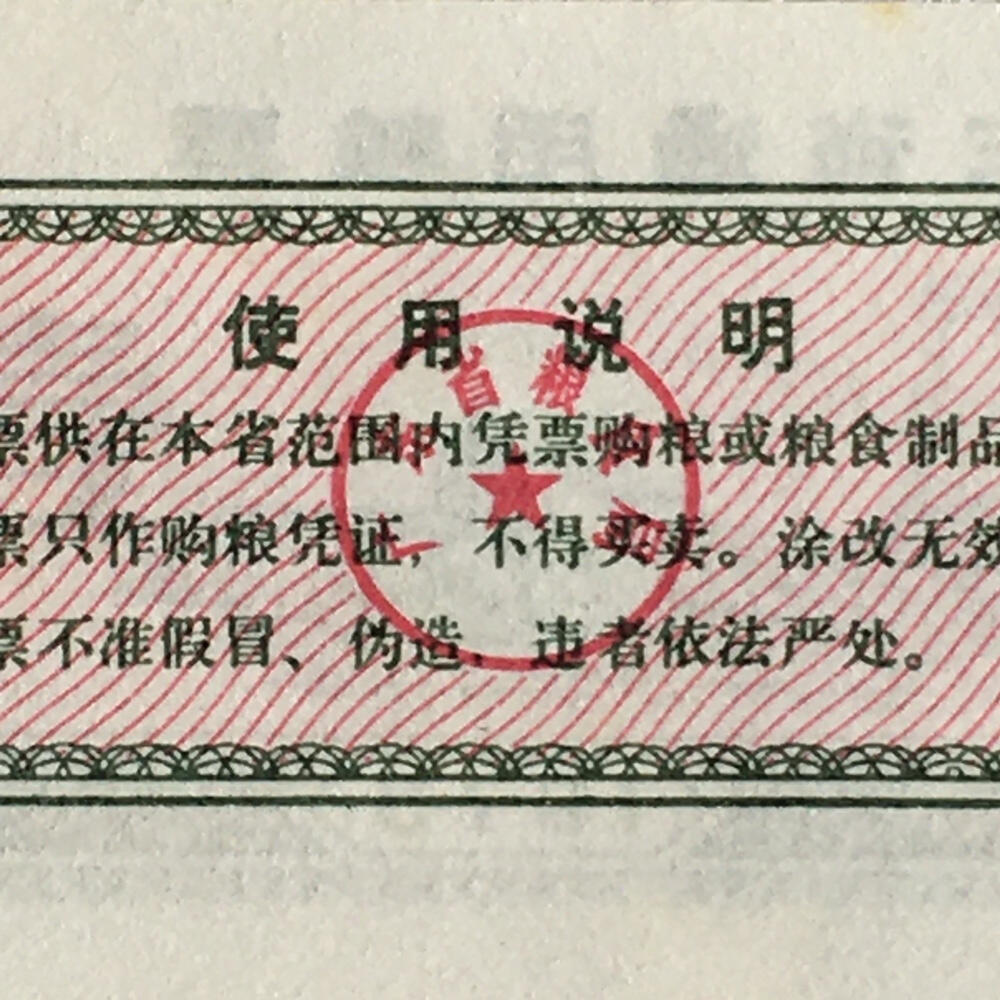 使用说明
票供在本省范围内凭票购粮或粮食制品
票只作购粮凭证，不得买卖。涂改无效
票不准假冒、伪造，违者依法严处。
省粮